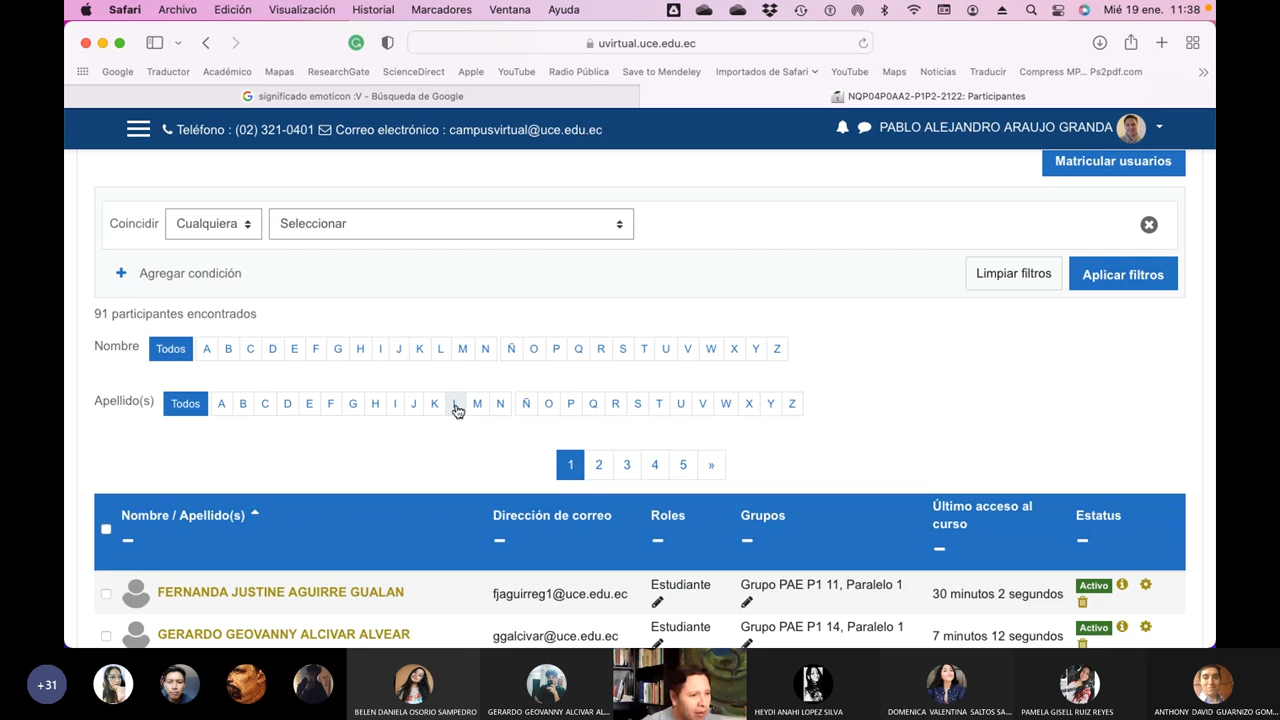 Safari Archivo Edición Visualización Historial Marcadores Ventana Ayuda Mié 19 ene. 11:38
uvirtual.uce.edu.ec
Google Traductor Académico Mapas ResearchGate ScienceDirect Apple YouTube Radio Pública Save to Mendeley Importados de Safari YouTube Maps Noticias Traducir Compress MP... Ps2pdf.com
significado emoticon :V - Búsqueda de Google NQP04P0AA2-P1P2-2122: Participantes
Teléfono : (02) 321-0401 Correo electrónico : campusvirtual@uce.edu.ec PABLO ALEJANDRO ARAUJO GRANDA
Matricular usuarios
Coincidir Cualquiera Seleccionar
Agregar condición Limpiar filtros Aplicar filtros
91 participantes encontrados
Nombre Todos A B C D E F G H I J K L M N Ñ O P Q R S T U V W X Y Z
Apellido(s) Todos A B C D E F G H I J K L M N Ñ O P Q R S T U V W X Y Z
1 2 3 4 5 »
Nombre / Apellido(s) Dirección de correo Roles Grupos Último acceso al curso Estatus
FERNANDA JUSTINE AGUIRRE GUALAN fjaguirreg1@uce.edu.ec Estudiante Grupo PAE P1 11, Paralelo 1 30 minutos 2 segundos Activo
GERARDO GEOVANNY ALCIVAR ALVEAR ggalcivar@uce.edu.ec Estudiante Grupo PAE P1 14, Paralelo 1 7 minutos 12 segundos Activo
+31 BELEN DANIELA OSORIO SAMPEDRO GERARDO GEOVANNY ALCIVAR AL... HEYDI ANAHI LOPEZ SILVA DOMENICA VALENTINA SALTOS SA... PAMELA GISELL RUIZ REYES ANTHONY DAVID GUARNIZO GOM...